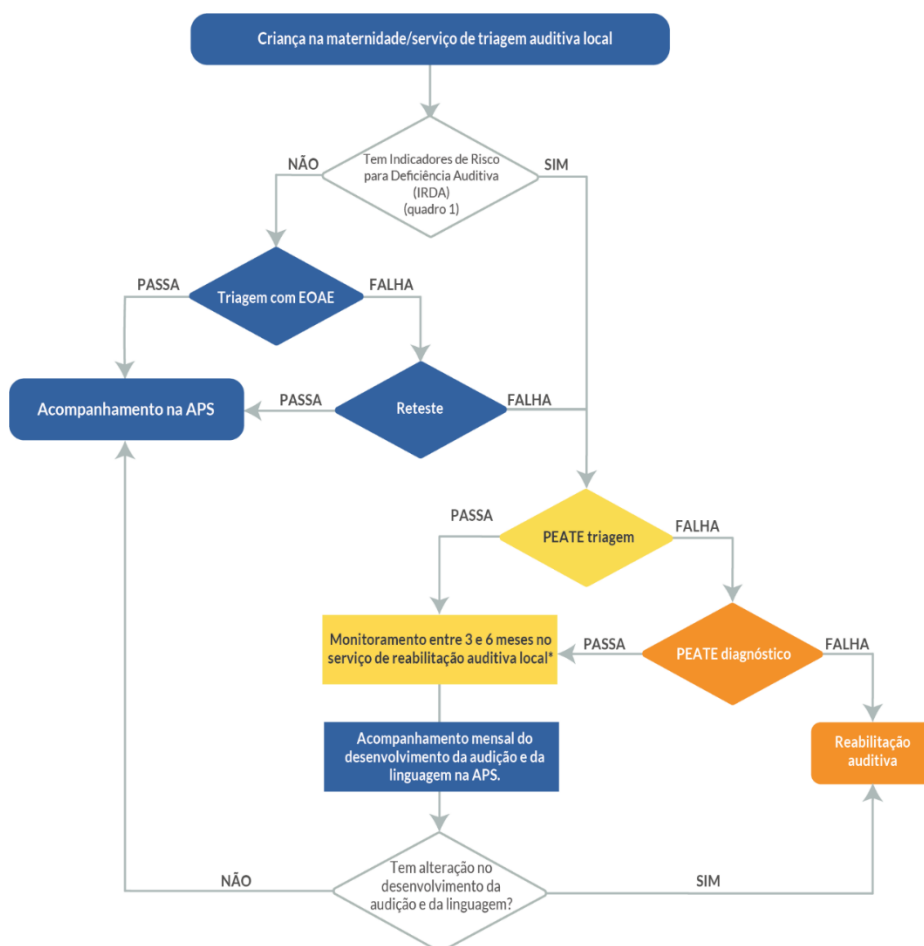 Criança na maternidade/serviço de triagem auditiva local
NÃO
Tem Indicadores de Risco
para Deficiência Auditiva
(IRDA)
(quadro 1)
SIM
PASSA
Triagem com EOAE
FALHA
Acompanhamento na APS
PASSA
Reteste
FALHA
PASSA
PEATE triagem
FALHA
Monitoramento entre 3 e 6 meses no
serviço de reabilitação auditiva local*
PASSA
PEATE diagnóstico
FALHA
Acompanhamento mensal do
desenvolvimento da audição e da
linguagem na APS.
Reabilitação
auditiva
NÃO
Tem alteração no
desenvolvimento da
audição e da linguagem?
SIM